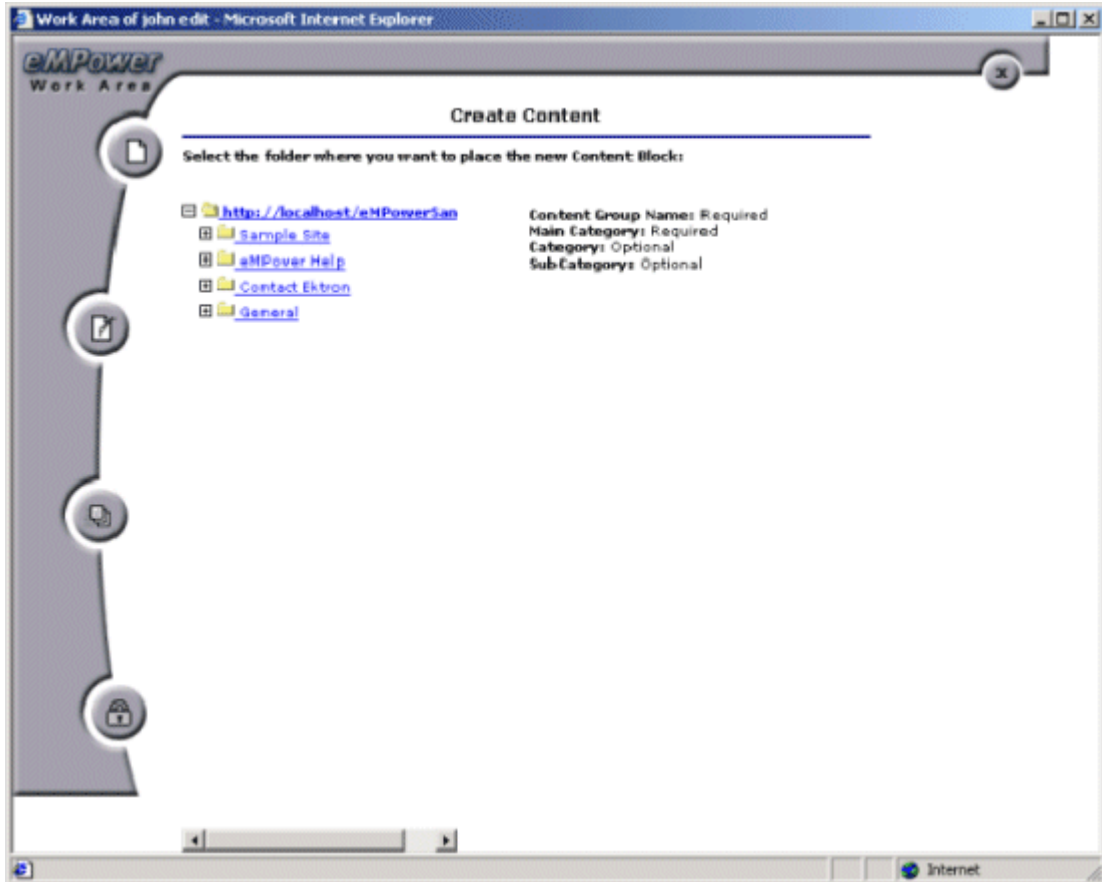 Work Area of john edit - Microsoft Internet Explorer
eMPower
Work Area
x
Create Content
Select the folder where you want to place the new Content Block:
http://localhost/eMPowerSan
Sample Site
eMPower Help
Contact Ektron
General
Content Group Name: Required
Main Category: Required
Category: Optional
SubCategory: Optional
Internet